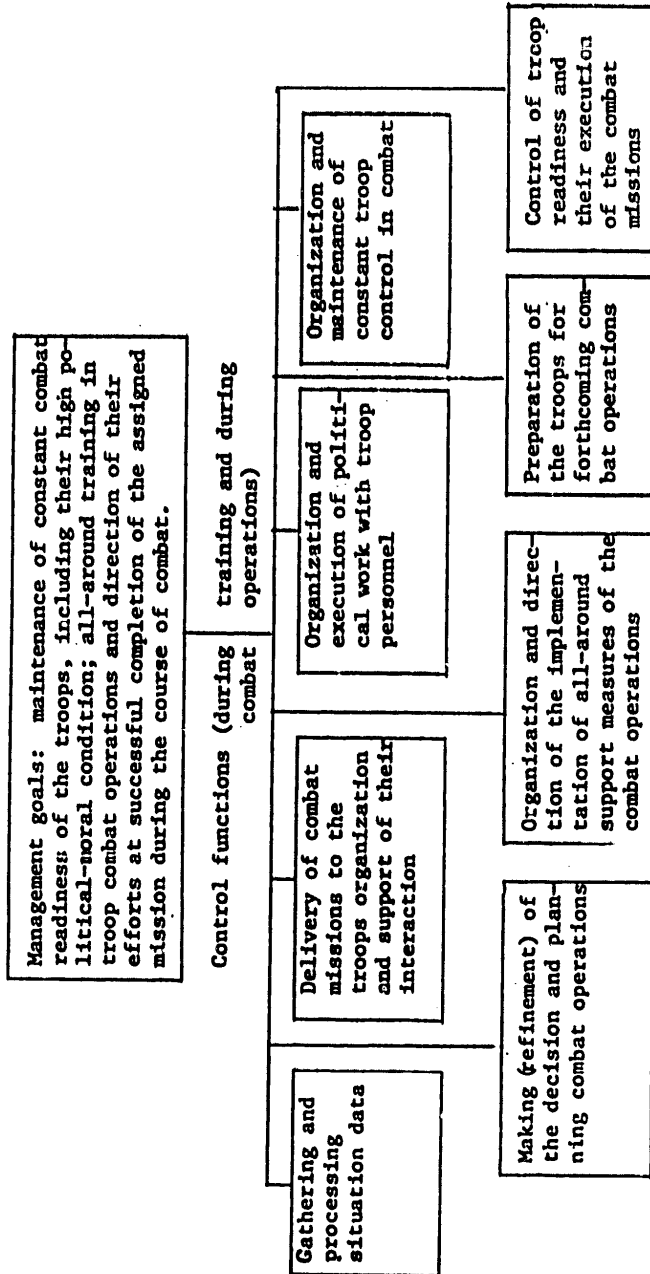 Management goals: maintenance of constant combat
readiness of the troops, including their high po-
litical-moral condition; all-around training in
troop combat operations and direction of their
efforts at successful completion of the assigned
mission during the course of combat.
Control functions (during training and during
combat operations)
Gathering and
processing
situation data
Delivery of combat
missions to the
troops organization
and support of their
interaction
Organization and
execution of politi-
cal work with troop
personnel
Organization and
maintenance of
constant troop
control in combat
Making (refinement) of
the decision and plan-
ning combat operations
Organization and direc-
tion of the implemen-
tation of all-around
support measures of the
combat operations
Preparation of
the troops for
forthcoming com-
bat operations
Control of trcop
readiness and
their execution
of the combat
missions